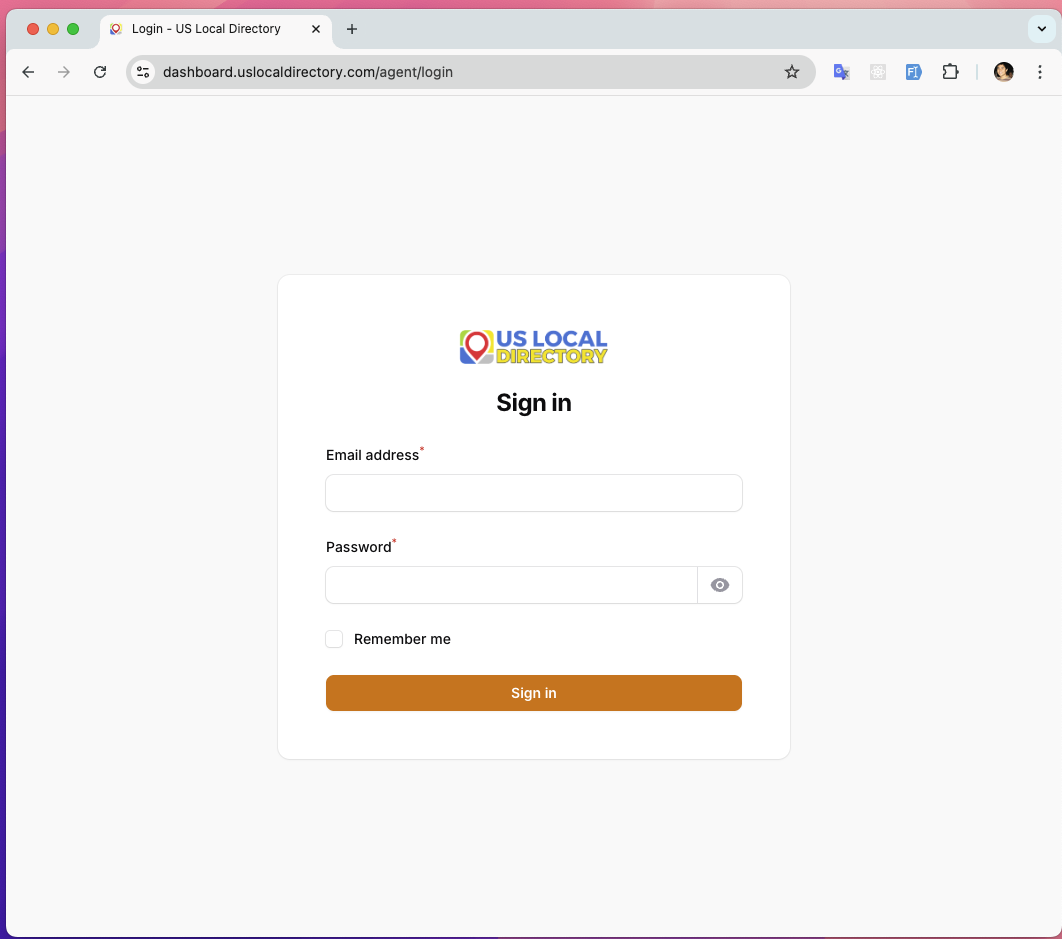 Login - US Local Directory
dashboard.uslocaldirectory.com/agent/login
US LOCAL
DIRECTORY
Sign in
Email address*
Password*
Remember me
Sign in